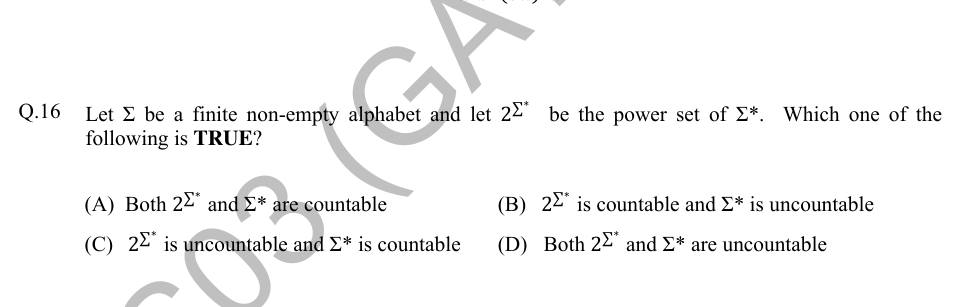 Q.16 Let Σ be a finite non-empty alphabet and let 2^Σ* be the power set of Σ*. Which one of the
following is TRUE?
(A) Both 2^Σ* and Σ* are countable
(B) 2^Σ* is countable and Σ* is uncountable
(C) 2^Σ* is uncountable and Σ* is countable
(D) Both 2^Σ* and Σ* are uncountable